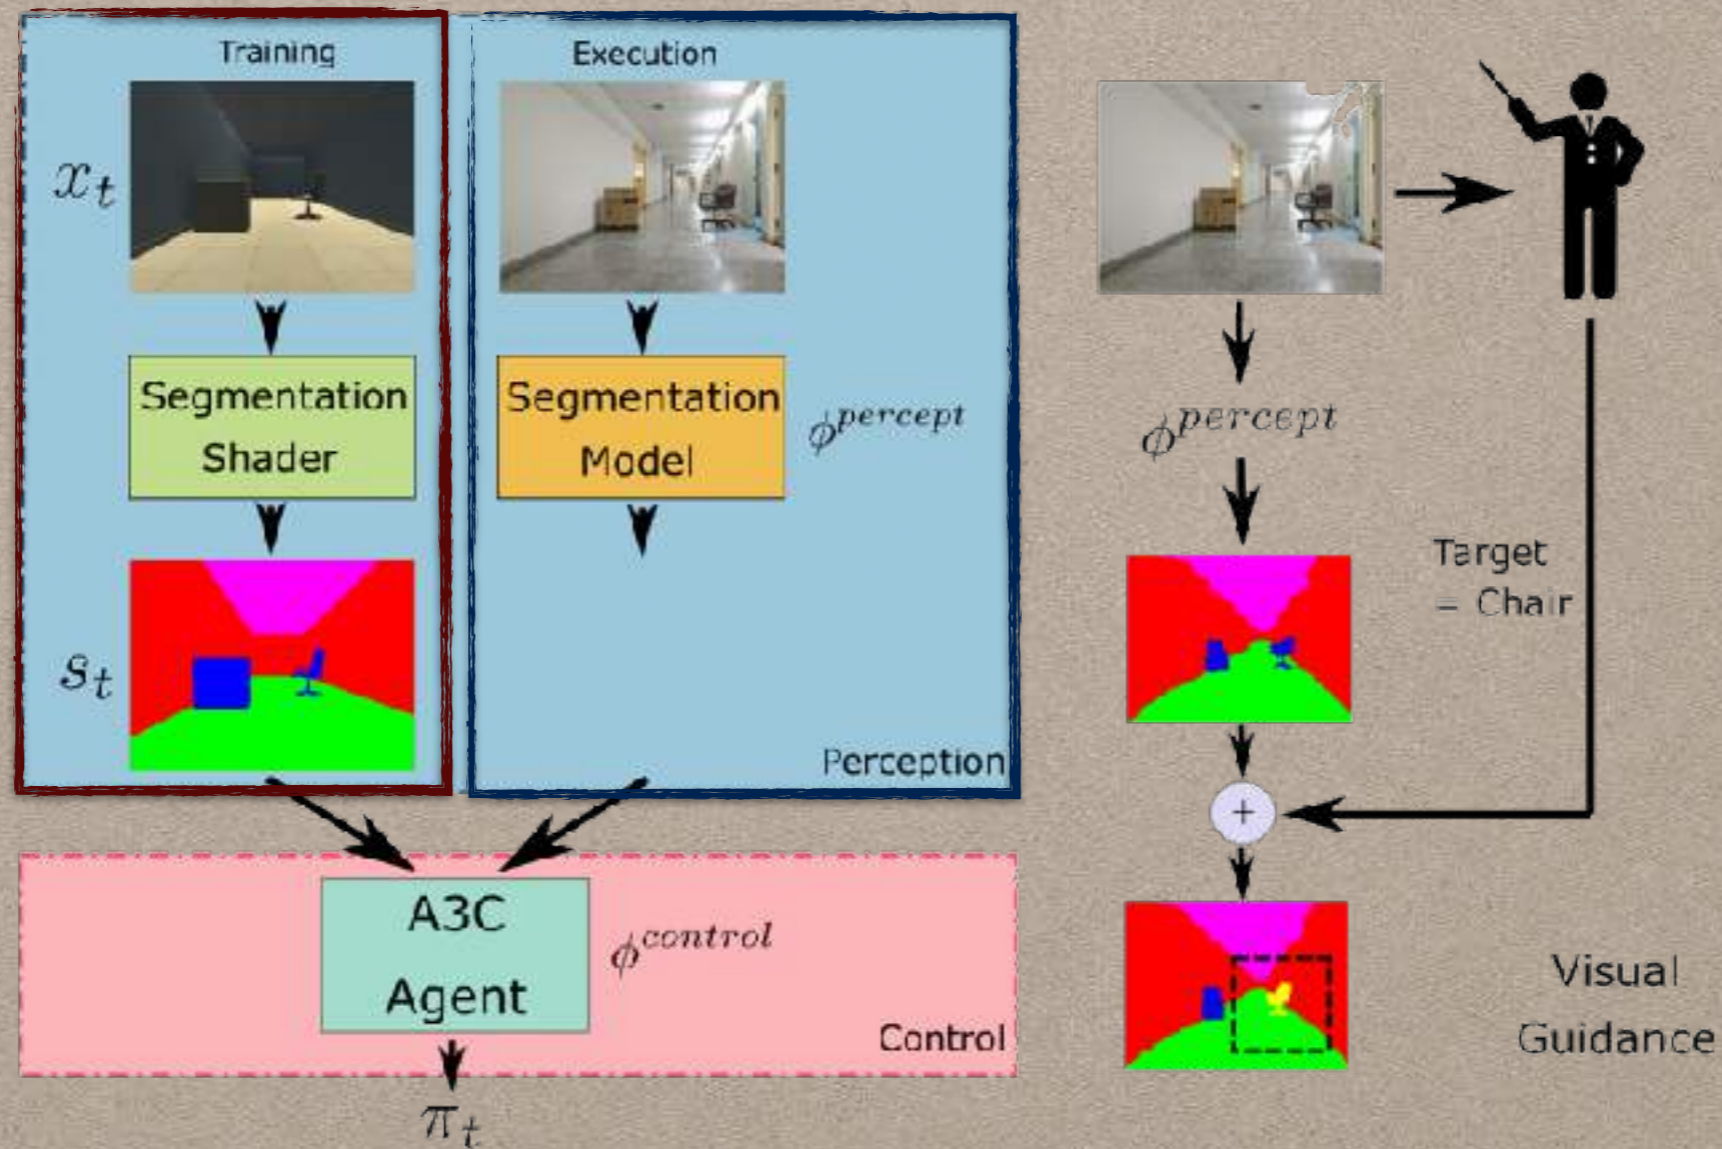 Training
Execution
x_t
Segmentation
Shader
Segmentation
Model
ϕ^{percept}
s_t
Perception
A3C
Agent
ϕ^{control}
Control
π_t
ϕ^{percept}
Target
= Chair
+
Visual
Guidance